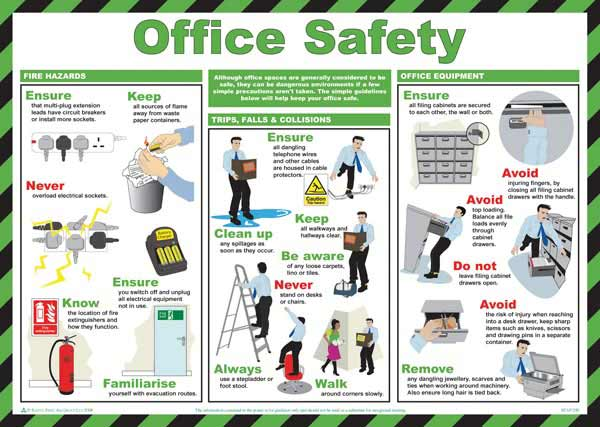 Office Safety
FIRE HAZARDS
Ensure
that multi-plug extension
leads have circuit breakers
or install more sockets.
Keep
all sources of flame
away from waste
paper containers.
Never
overload electrical sockets.
Ensure
you switch off and unplug
all electrical equipment
not in use.
Know
the location of fire
extinguishers and
how they function.
Familiarise
yourself with evacuation routes.
Although office spaces are generally considered to be
safe, they can be dangerous environments if a few
simple precautions aren't taken. The simple guidelines
below will help keep your office safe.
TRIPS, FALLS & COLLISIONS
Ensure
all dangling
telephone wires
and other cables
are housed in cable
protectors.
Caution
Clean up
any spillages as
soon as they occur.
Keep
all walkways and
hallways clear.
Be aware
of any loose carpets,
lino or tiles.
Never
stand on desks
or chairs.
Always
use a stepladder or
foot stool.
Walk
around corners slowly.
OFFICE EQUIPMENT
Ensure
all filing cabinets are secured
to each other, the wall or both.
Avoid
injuring fingers, by
closing all filing cabinet
drawers with the handle.
Avoid
top loading.
Balance all file
loads evenly
through
cabinet
drawers.
Do not
leave filing cabinet
drawers open.
Avoid
the risk of injury when reaching
into a desk drawer, keep sharp
items such as knives, scissors
and drawing pins in a separate
container.
Remove
any dangling jewellery, scarves and
ties when working around machinery.
Also ensure long hair is tied back.